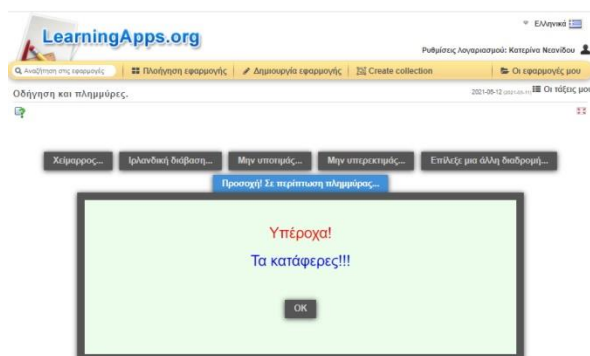 LearningApps.org
Ελληνικά
Ρυθμίσεις λογαριασμού: Κατερίνα Νεανίδου
Αναζήτηση στις εφαρμογές
Πλοήγηση εφαρμογής
Δημιουργία εφαρμογής
Create collection
Οι εφαρμογές μου
Οδήγηση και πλημμύρες.
2021-05-12
Οι τάξεις μου
Χείμαρρος...
Ιρλανδική διάβαση...
Μην υποτιμάς...
Μην υπερεκτιμάς...
Επίλεξε μια άλλη διαδρομή...
Προσοχή! Σε περίπτωση πλημμύρας...
Υπέροχα!
Τα κατάφερες!!!
OK